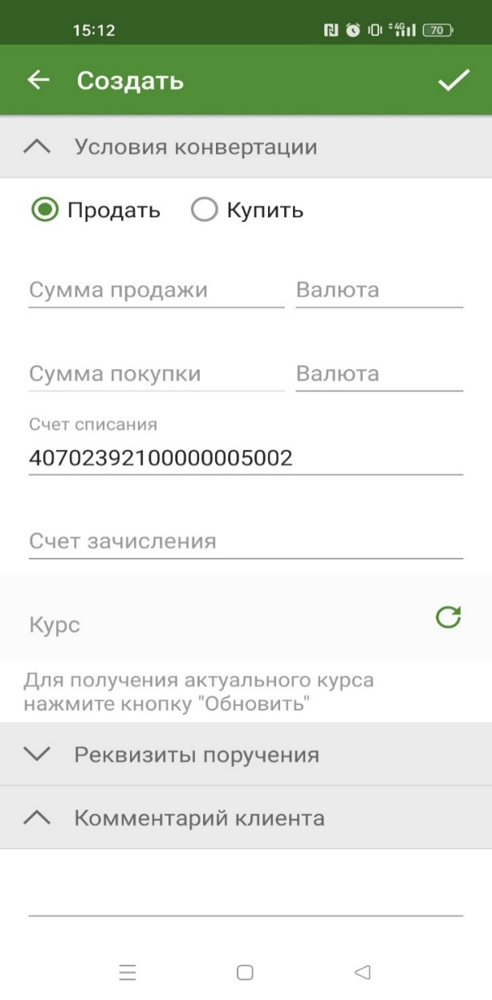 15:12 4G 70
Создать
Условия конвертации
Продать Купить
Сумма продажи Валюта
Сумма покупки Валюта
Счет списания
40702392100000005002
Счет зачисления
Курс
Для получения актуального курса
нажмите кнопку "Обновить"
Реквизиты поручения
Комментарий клиента